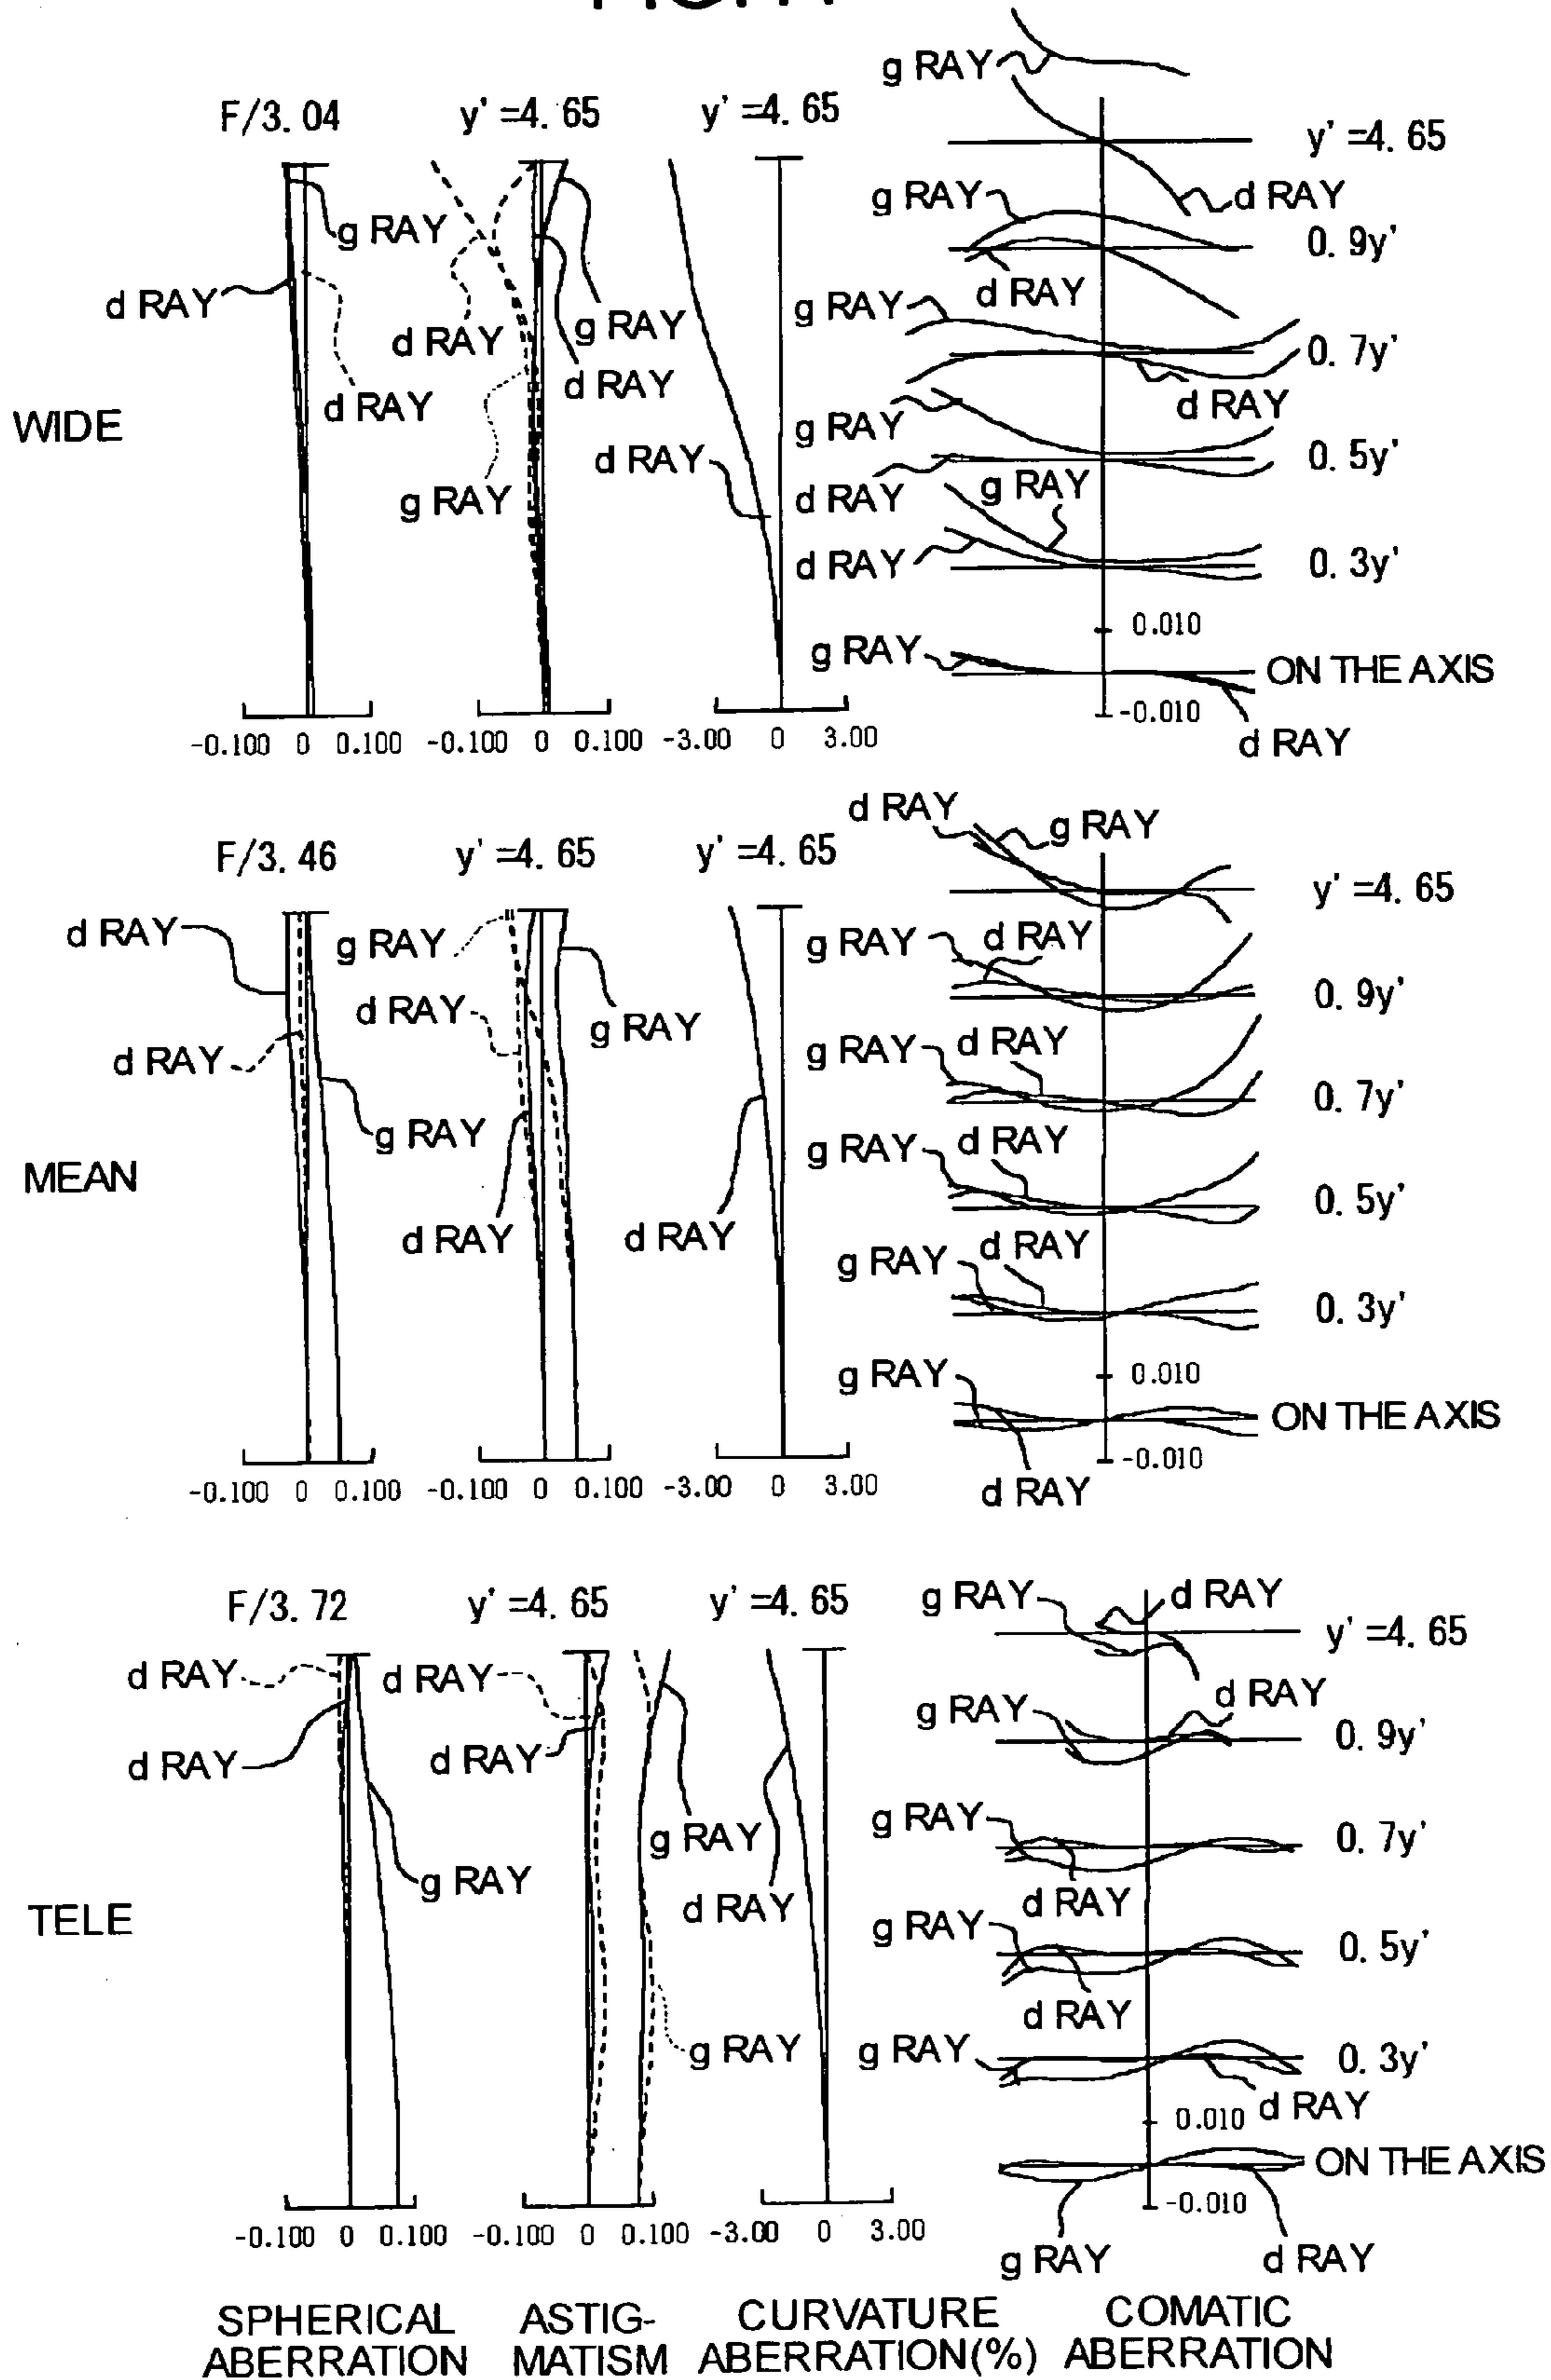 F/3. 04
y' =4. 65
y' =4. 65
g RAY
y' =4. 65
g RAY
d RAY
g RAY
0. 9y'
d RAY
d RAY
g RAY
g RAY
d RAY
0. 7y'
d RAY
d RAY
d RAY
WIDE
g RAY
d RAY
0. 5y'
g RAY
d RAY
g RAY
d RAY
0. 3y'
0.010
g RAY
ON THE AXIS
-0.010
d RAY
-0.100 0 0.100
-0.100 0 0.100
-3.00 0 3.00
d RAY
g RAY
F/3. 46
y' =4. 65
y' =4. 65
y' =4. 65
d RAY
g RAY
g RAY
d RAY
0. 9y'
d RAY
g RAY
d RAY
g RAY
d RAY
0. 7y'
g RAY
MEAN
g RAY
d RAY
0. 5y'
d RAY
d RAY
g RAY
d RAY
0. 3y'
g RAY
0.010
ON THE AXIS
-0.010
d RAY
-0.100 0 0.100
-0.100 0 0.100
-3.00 0 3.00
F/3. 72
y' =4. 65
y' =4. 65
g RAY
d RAY
y' =4. 65
d RAY
d RAY
d RAY
g RAY
0. 9y'
d RAY
d RAY
g RAY
g RAY
0. 7y'
d RAY
g RAY
d RAY
TELE
g RAY
0. 5y'
d RAY
g RAY
g RAY
0. 3y'
d RAY
0.010
ON THE AXIS
-0.010
g RAY
d RAY
-0.100 0 0.100
-0.100 0 0.100
-3.00 0 3.00
SPHERICAL
ABERRATION
ASTIG-
MATISM
CURVATURE
ABERRATION(%)
COMATIC
ABERRATION